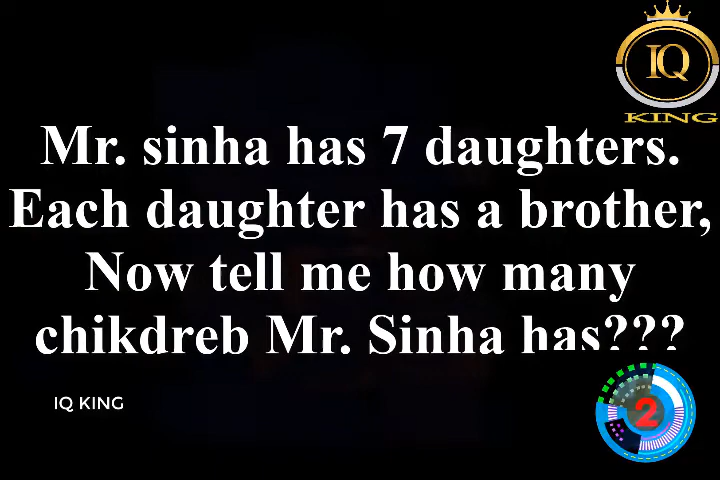 IQ
KING
Mr. sinha has 7 daughters.
Each daughter has a brother,
Now tell me how many
chikdreb Mr. Sinha has???
IQ KING
2